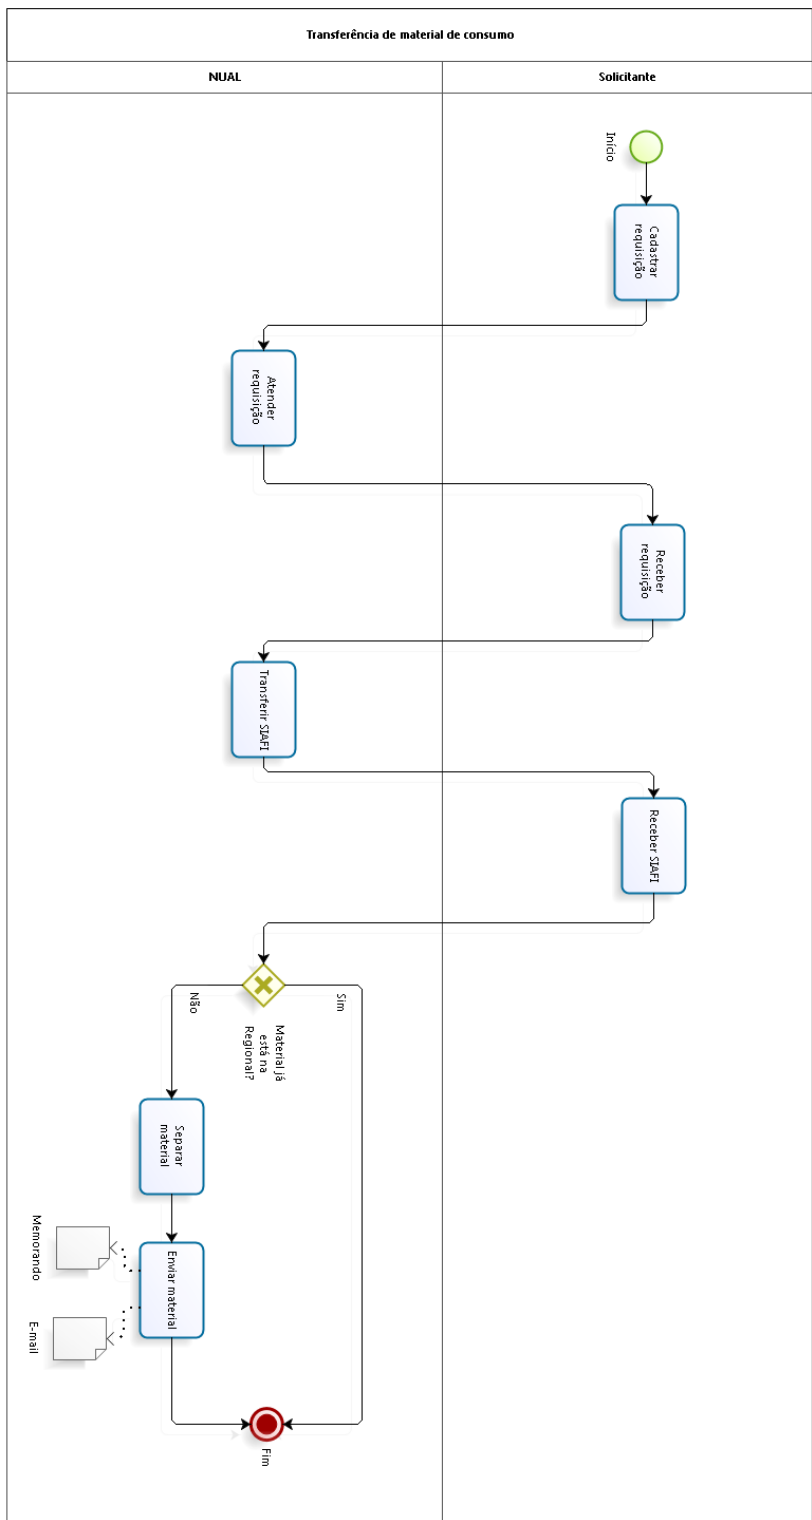 Transferência de material de consumo
NUAL
Solicitante
Início
Cadastrar
requisição
Atender
requisição
Receber
requisição
Transferir SIAFI
Receber SIAFI
Sim
Não
Material já
está na
Regional?
Separar
material
Enviar material
Memorando
E-mail
Fim